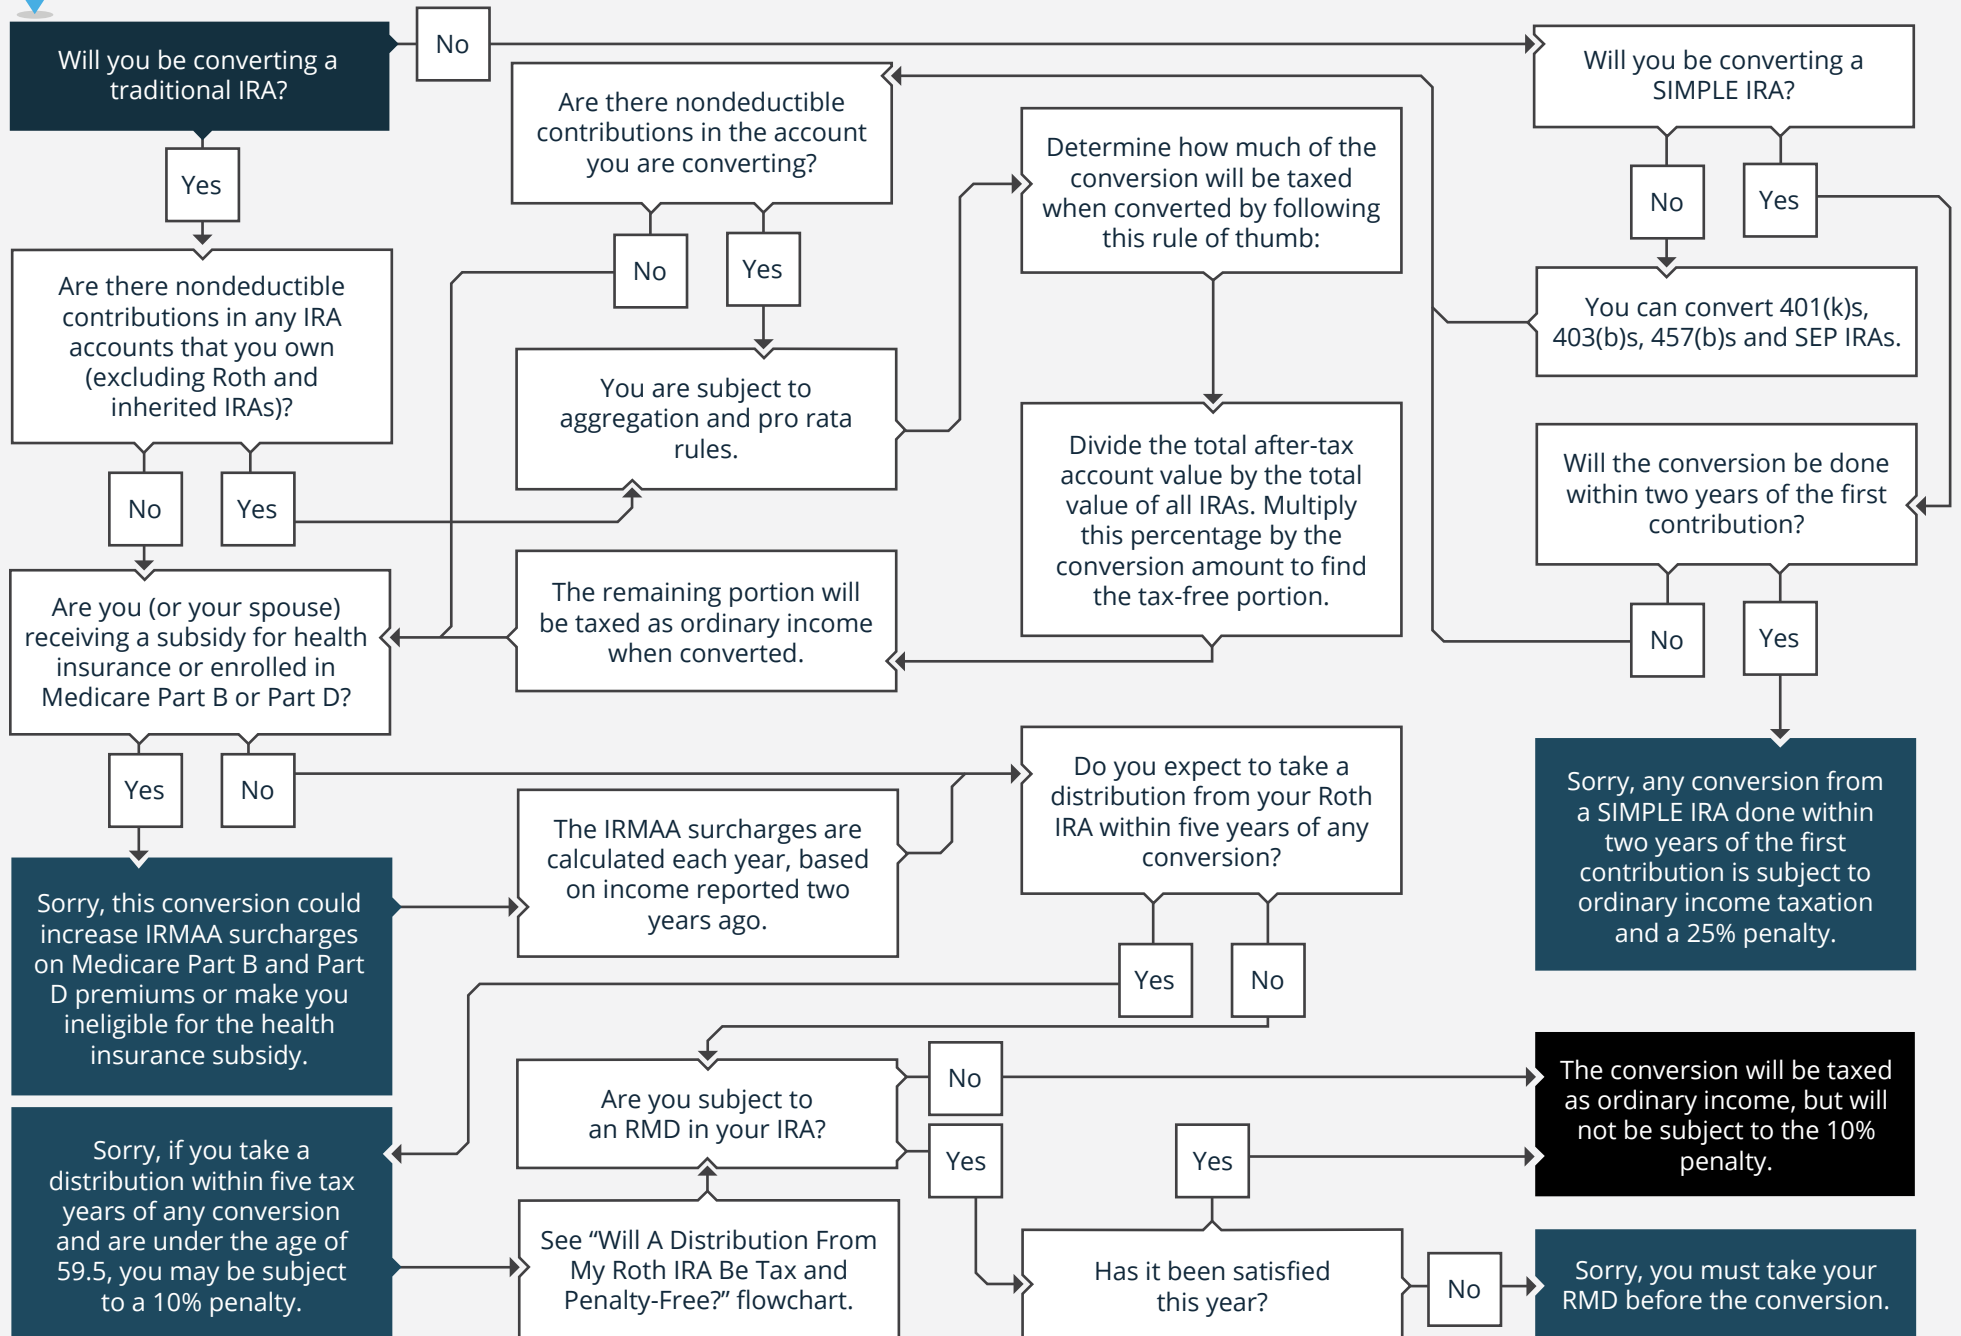 Will you be converting a
traditional IRA?
No
Will you be converting a
SIMPLE IRA?
Yes
Are there nondeductible
contributions in the account
you are converting?
No
Yes
Determine how much of the
conversion will be taxed
when converted by following
this rule of thumb:
No
Yes
Are there nondeductible
contributions in any IRA
accounts that you own
(excluding Roth and
inherited IRAs)?
You can convert 401(k)s,
403(b)s, 457(b)s and SEP IRAs.
You are subject to
aggregation and pro rata
rules.
No
Yes
Divide the total after-tax
account value by the total
value of all IRAs. Multiply
this percentage by the
conversion amount to find
the tax-free portion.
Will the conversion be done
within two years of the first
contribution?
No
Yes
Are you (or your spouse)
receiving a subsidy for health
insurance or enrolled in
Medicare Part B or Part D?
The remaining portion will
be taxed as ordinary income
when converted.
Yes
No
Do you expect to take a
distribution from your Roth
IRA within five years of any
conversion?
Yes
No
Sorry, any conversion from
a SIMPLE IRA done within
two years of the first
contribution is subject to
ordinary income taxation
and a 25% penalty.
The IRMAA surcharges are
calculated each year, based
on income reported two
years ago.
Sorry, this conversion could
increase IRMAA surcharges
on Medicare Part B and Part
D premiums or make you
ineligible for the health
insurance subsidy.
Are you subject to
an RMD in your IRA?
No
Yes
The conversion will be taxed
as ordinary income, but will
not be subject to the 10%
penalty.
Sorry, if you take a
distribution within five tax
years of any conversion
and are under the age of
59.5, you may be subject
to a 10% penalty.
See “Will A Distribution From
My Roth IRA Be Tax and
Penalty-Free?” flowchart.
Yes
Has it been satisfied
this year?
No
Sorry, you must take your
RMD before the conversion.